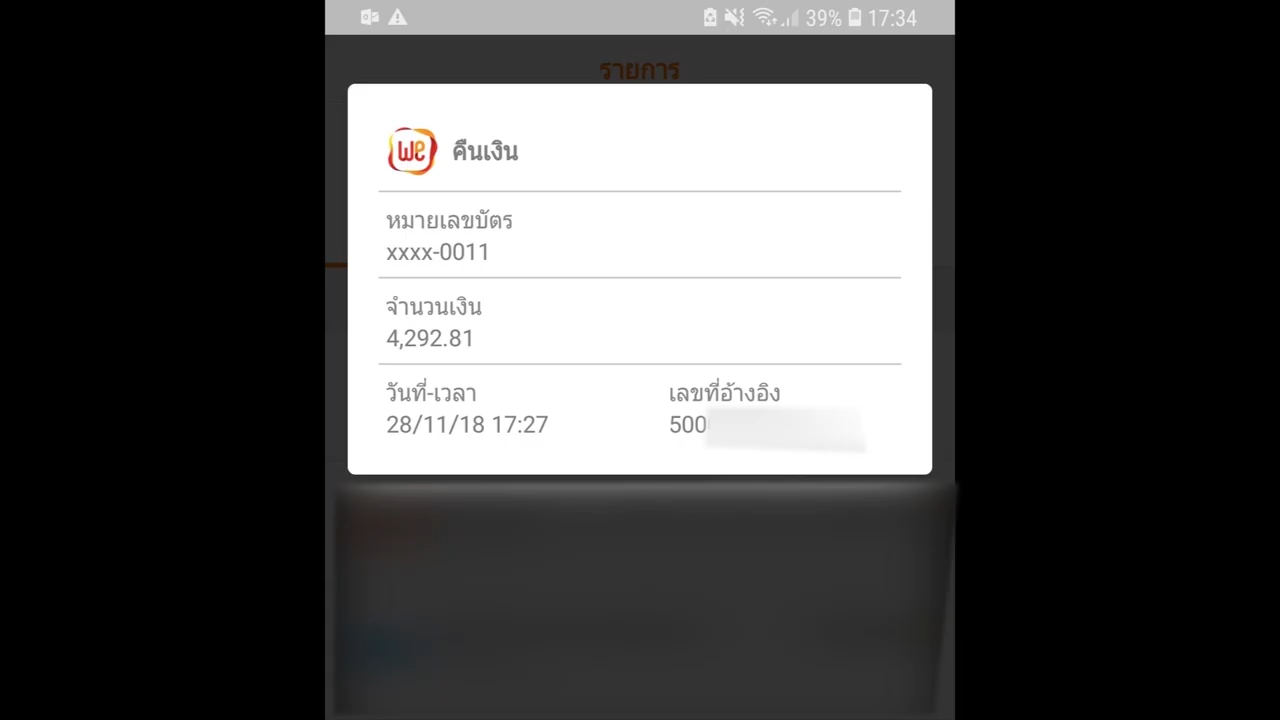 39% 17:34
รายการ
we คืนเงิน
หมายเลขบัตร
xxxx-0011
จำนวนเงิน
4,292.81
วันที่-เวลา เลขที่อ้างอิง
28/11/18 17:27 500